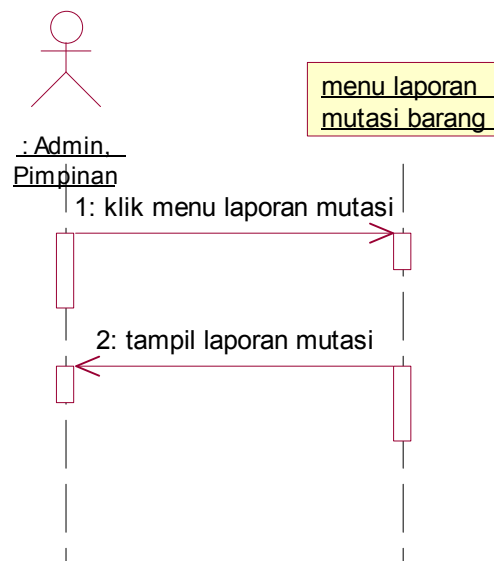 menu laporan
mutasi barang
: Admin,
Pimpinan
1: klik menu laporan mutasi
2: tampil laporan mutasi